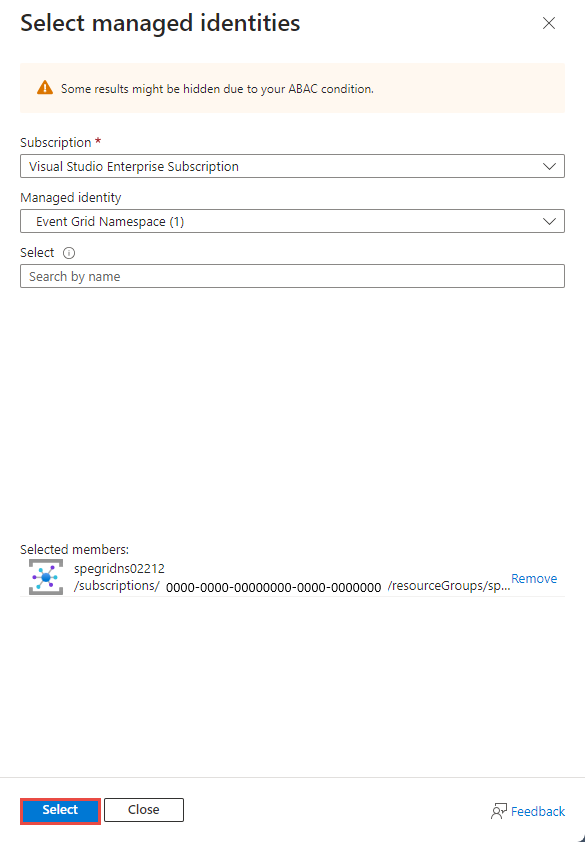 Select managed identities
Some results might be hidden due to your ABAC condition.
Subscription *
Visual Studio Enterprise Subscription
Managed identity
Event Grid Namespace (1)
Select
Search by name
Selected members:
spegridns02212
/subscriptions/ 0000-0000-00000000-0000-0000000 /resourceGroups/sp...
Remove
Select
Close
Feedback